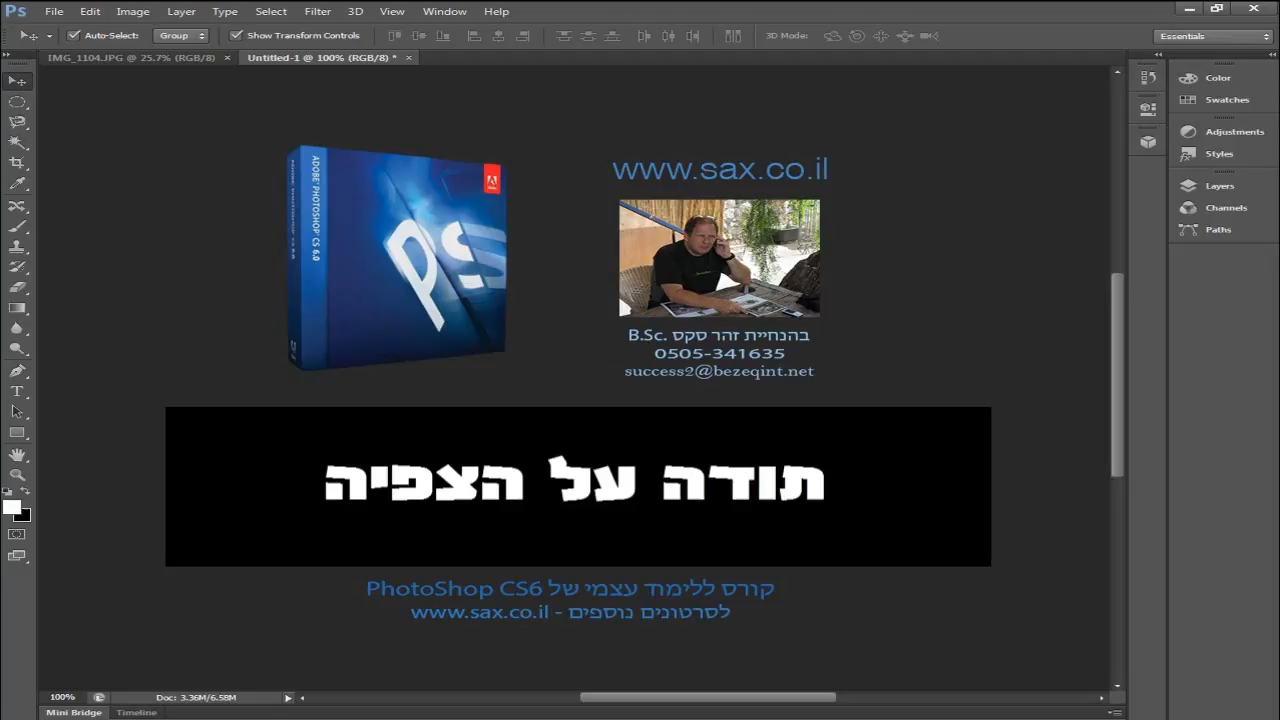 Ps File Edit Image Layer Type Select Filter 3D View Window Help
Auto-Select: Group Show Transform Controls 3D Mode: Essentials
IMG_1104.JPG @ 25.7% (RGB/8) × Untitled-1 @ 100% (RGB/8) * ×
Color
Swatches
Adjustments
Styles
Layers
Channels
Paths
ADOBE® PHOTOSHOP® CS 6.0
Ps
www.sax.co.il
בהנחיית זהר סקס B.Sc.
0505-341635
success2@bezeqint.net
תודה על הצפיה
קורס ללימוד עצמי של PhotoShop CS6
לסרטונים נוספים - www.sax.co.il
100% Doc: 3.36M/6.58M
Mini Bridge Timeline